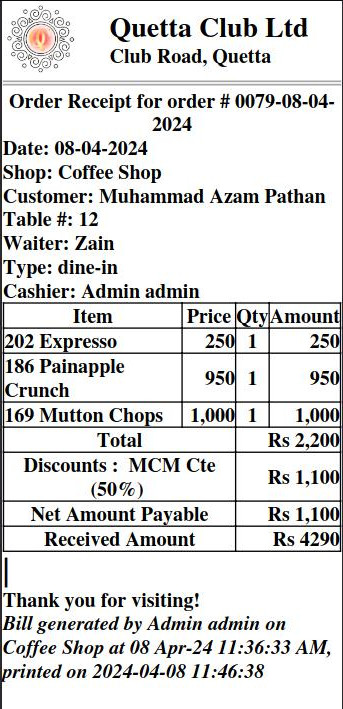 Quetta Club Ltd
Club Road, Quetta
Order Receipt for order # 0079-08-04-
2024
Date: 08-04-2024
Shop: Coffee Shop
Customer: Muhammad Azam Pathan
Table #: 12
Waiter: Zain
Type: dine-in
Cashier: Admin admin
Item Price Qty Amount
202 Expresso 250 1 250
186 Painapple
Crunch 950 1 950
169 Mutton Chops 1,000 1 1,000
Total Rs 2,200
Discounts : MCM Cte
(50%) Rs 1,100
Net Amount Payable Rs 1,100
Received Amount Rs 4290
Thank you for visiting!
Bill generated by Admin admin on
Coffee Shop at 08 Apr-24 11:36:33 AM,
printed on 2024-04-08 11:46:38